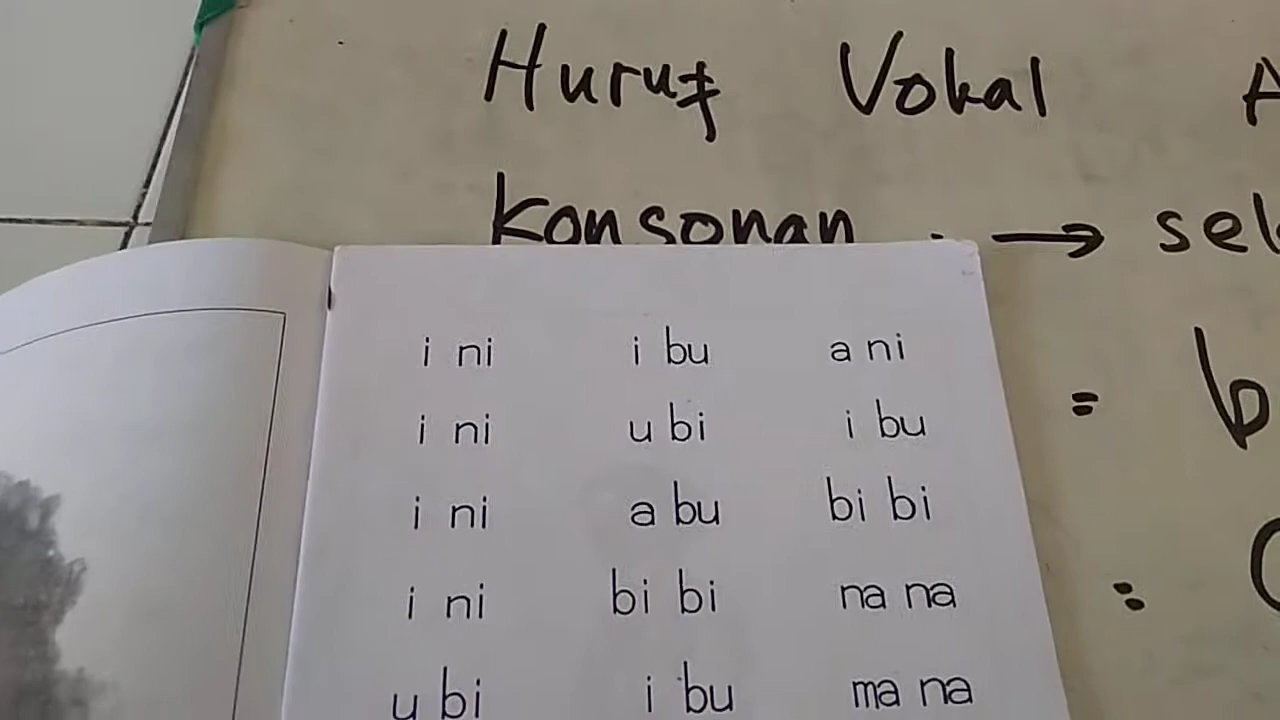 Huruf Vokal A
Konsonan. → sel
i ni i bu a ni
i ni u bi i bu
= b
i ni a bu bi bi
i ni bi bi na na
:
u bi i bu ma na